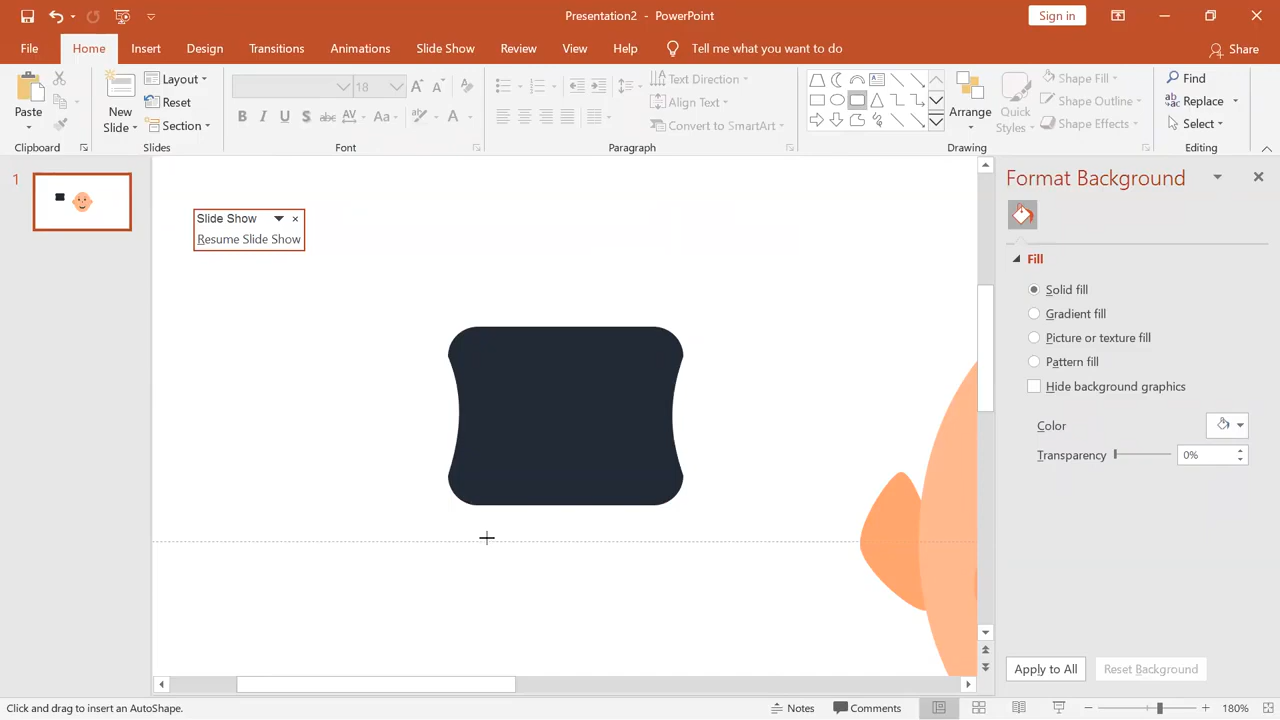 Presentation2 - PowerPoint
Sign in
File Home Insert Design Transitions Animations Slide Show Review View Help Tell me what you want to do Share
Paste
Clipboard
New Slide
Layout
Reset
Section
Slides
18
B I U S abc AV Aa A
Font
Text Direction
Align Text
Convert to SmartArt
Paragraph
Arrange
Quick Styles
Shape Fill
Shape Outline
Shape Effects
Drawing
Find
Replace
Select
Editing
1
Slide Show
Resume Slide Show
Format Background
Fill
Solid fill
Gradient fill
Picture or texture fill
Pattern fill
Hide background graphics
Color
Transparency 0%
Apply to All Reset Background
Click and drag to insert an AutoShape.
Notes Comments 180%